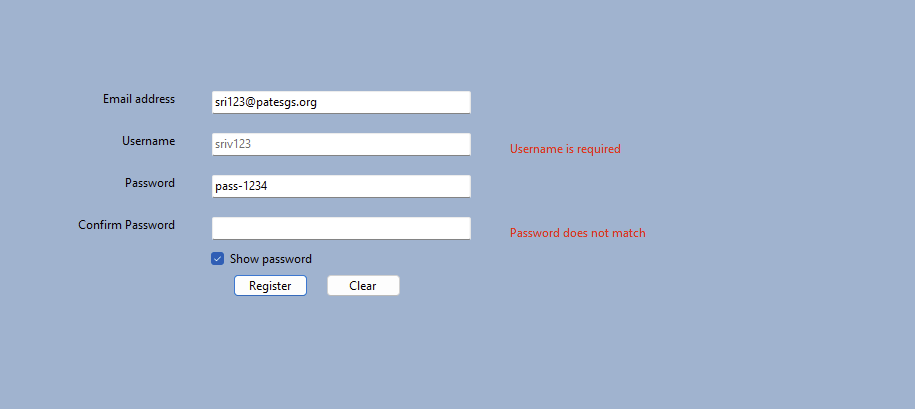 Email address sri123@patesgs.org
Username sriv123 Username is required
Password pass-1234
Confirm Password Password does not match
Show password
Register Clear